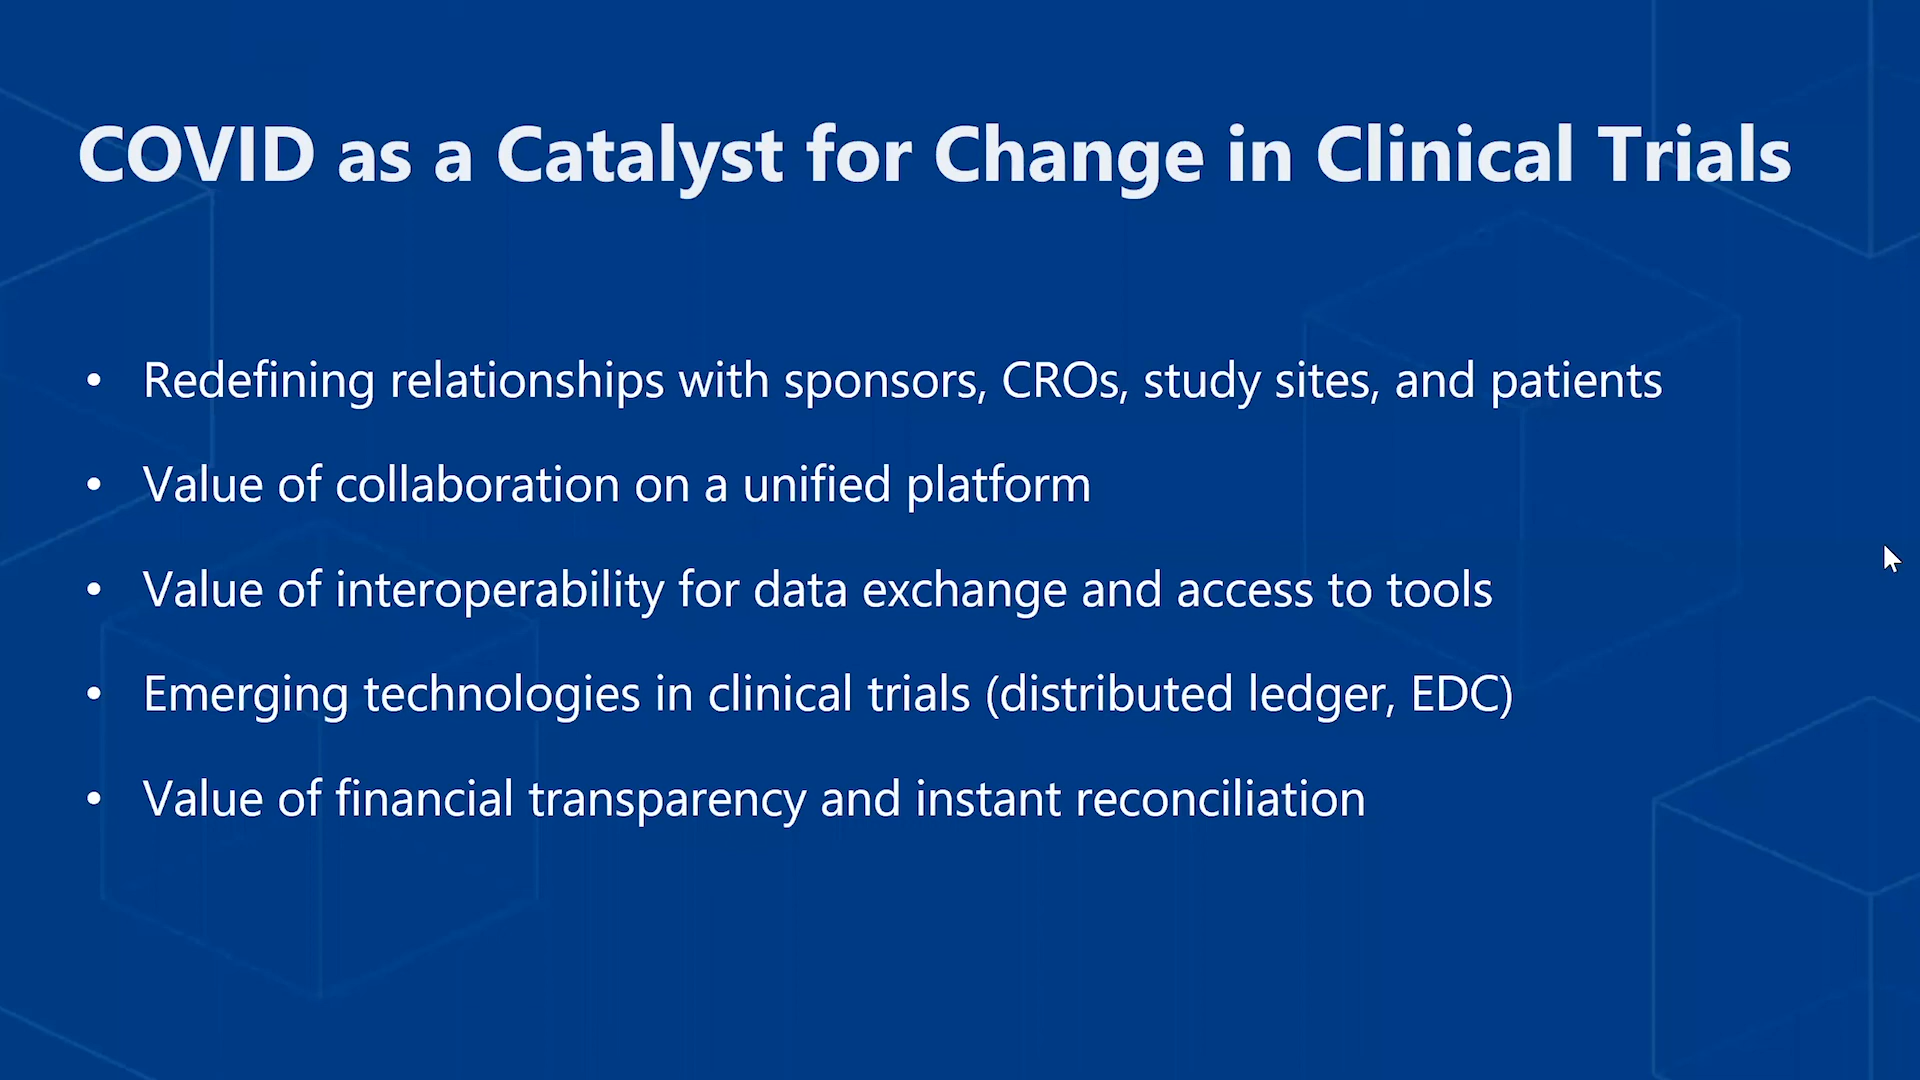 COVID as a Catalyst for Change in Clinical Trials
• Redefining relationships with sponsors, CROs, study sites, and patients
• Value of collaboration on a unified platform
• Value of interoperability for data exchange and access to tools
• Emerging technologies in clinical trials (distributed ledger, EDC)
• Value of financial transparency and instant reconciliation